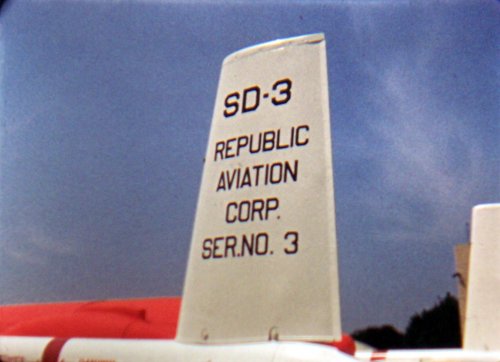 SD-3
REPUBLIC
AVIATION
CORP.
SER.NO. 3